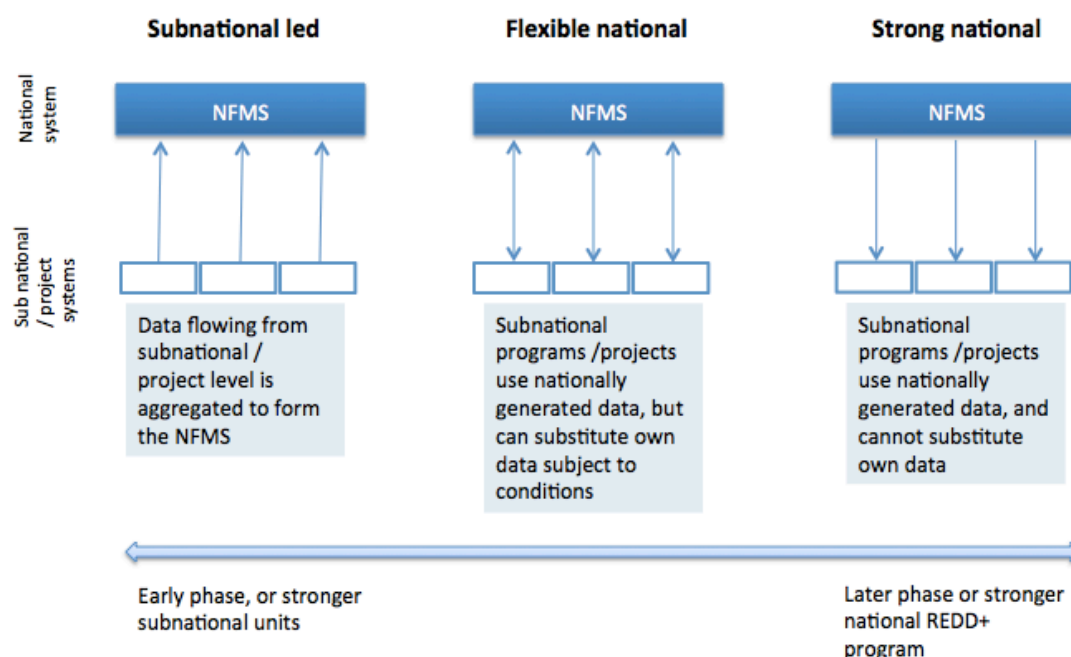 Subnational led
Flexible national
Strong national
National
system
NFMS
NFMS
NFMS
Sub national
/ project
systems
Data flowing from
subnational /
project level is
aggregated to form
the NFMS
Subnational
programs /projects
use nationally
generated data, but
can substitute own
data subject to
conditions
Subnational
programs /projects
use nationally
generated data, and
cannot substitute
own data
Early phase, or stronger
subnational units
Later phase or stronger
national REDD+
program